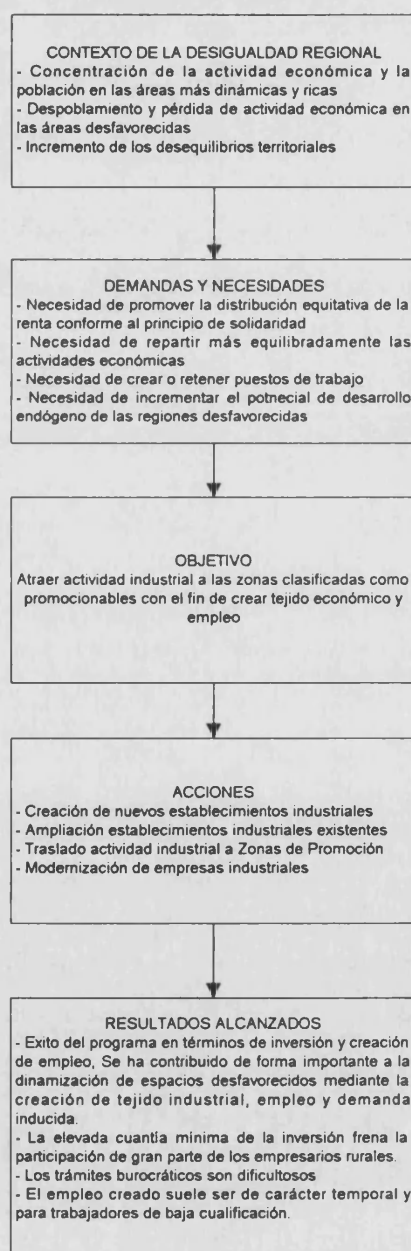 CONTEXTO DE LA DESIGUALDAD REGIONAL
- Concentración de la actividad económica y la
población en las áreas más dinámicas y ricas
- Despoblamiento y pérdida de actividad económica en
las áreas desfavorecidas
- Incremento de los desequilibrios territoriales
DEMANDAS Y NECESIDADES
- Necesidad de promover la distribución equitativa de la
renta conforme al principio de solidaridad
- Necesidad de repartir más equilibradamente las
actividades económicas
- Necesidad de crear o retener puestos de trabajo
- Necesidad de incrementar el potnecial de desarrollo
endógeno de las regiones desfavorecidas
OBJETIVO
Atraer actividad industrial a las zonas clasificadas como
promocionables con el fin de crear tejido económico y
empleo
ACCIONES
- Creación de nuevos establecimientos industriales
- Ampliación establecimientos industriales existentes
- Traslado actividad industrial a Zonas de Promoción
- Modernización de empresas industriales
RESULTADOS ALCANZADOS
- Exito del programa en términos de inversión y creación
de empleo, Se ha contribuido de forma importante a la
dinamización de espacios desfavorecidos mediante la
creación de tejido industrial, empleo y demanda
inducida.
- La elevada cuantía mínima de la inversión frena la
participación de gran parte de los empresarios rurales.
- Los trámites burocráticos son dificultosos
- El empleo creado suele ser de carácter temporal y
para trabajadores de baja cualificación.